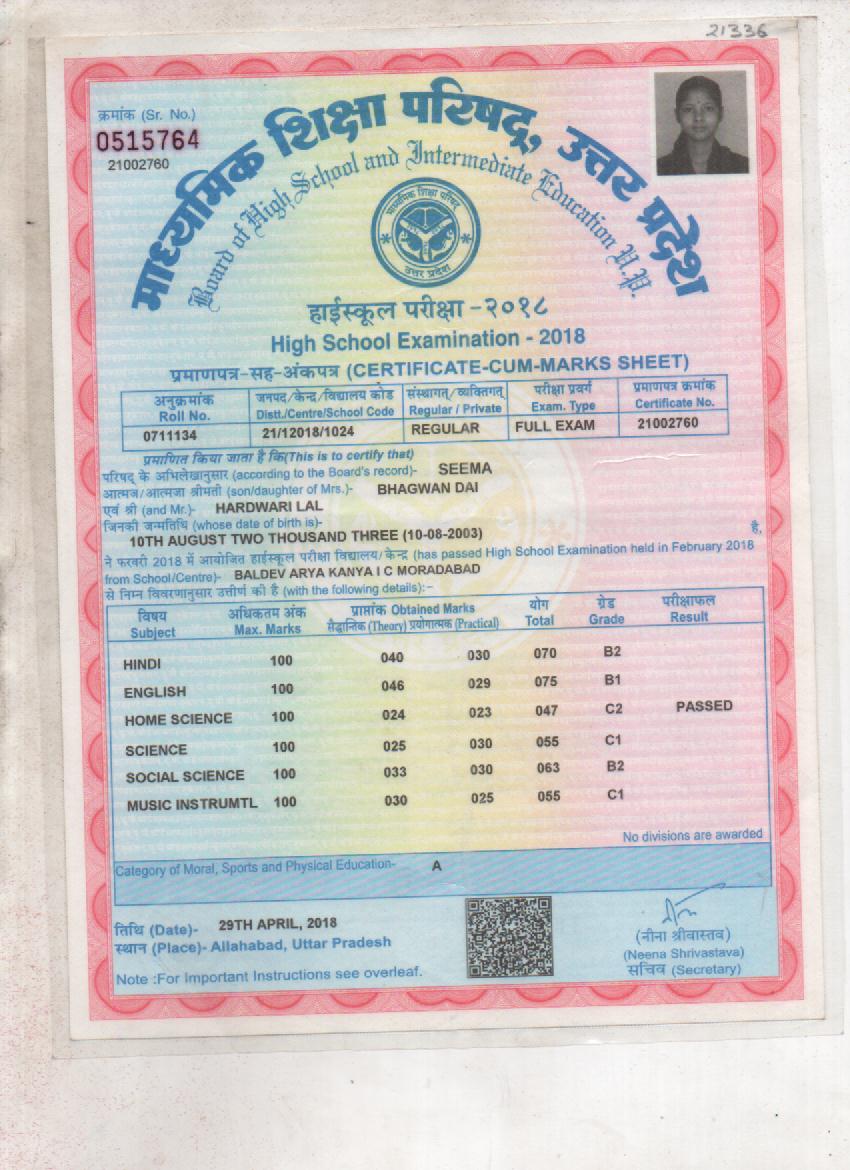 21336
क्रमांक (Sr. No.)
0515764
21002760
माध्यमिक शिक्षा परिषद्, उत्तर प्रदेश
Board of High School and Intermediate Education U.P.
माध्यमिक शिक्षा परिषद्
उत्तर प्रदेश
हाईस्कूल परीक्षा -२०१८
High School Examination - 2018
प्रमाणपत्र-सह-अंकपत्र (CERTIFICATE-CUM-MARKS SHEET)
अनुक्रमांक जनपद/केन्द्र/विद्यालय कोड संस्थागत्/व्यक्तिगत् परीक्षा प्रवर्ग प्रमाणपत्र क्रमांक
Roll No. Distt./Centre/School Code Regular / Private Exam. Type Certificate No.
0711134 21/12018/1024 REGULAR FULL EXAM 21002760
प्रमाणित किया जाता है कि(This is to certify that)
परिषद् के अभिलेखानुसार (according to the Board's record)- SEEMA
आत्मज/आत्मजा श्रीमती (son/daughter of Mrs.)- BHAGWAN DAI
एवं श्री (and Mr.)- HARDWARI LAL
जिनकी जन्मतिथि (whose date of birth is)-
10TH AUGUST TWO THOUSAND THREE (10-08-2003) है,
ने फरवरी 2018 में आयोजित हाईस्कूल परीक्षा विद्यालय/केन्द्र (has passed High School Examination held in February 2018
from School/Centre)- BALDEV ARYA KANYA I C MORADABAD
से निम्न विवरणानुसार उत्तीर्ण की है (with the following details):-
विषय अधिकतम अंक प्राप्तांक Obtained Marks योग ग्रेड परीक्षाफल
Subject Max. Marks सैद्धान्तिक (Theory) प्रयोगात्मक (Practical) Total Grade Result
HINDI 100 040 030 070 B2
ENGLISH 100 046 029 075 B1
HOME SCIENCE 100 024 023 047 C2 PASSED
SCIENCE 100 025 030 055 C1
SOCIAL SCIENCE 100 033 030 063 B2
MUSIC INSTRUMTL 100 030 025 055 C1
No divisions are awarded
Category of Moral, Sports and Physical Education- A
तिथि (Date)- 29TH APRIL, 2018
स्थान (Place)- Allahabad, Uttar Pradesh
(नीना श्रीवास्तव)
(Neena Shrivastava)
सचिव (Secretary)
Note :For Important Instructions see overleaf.